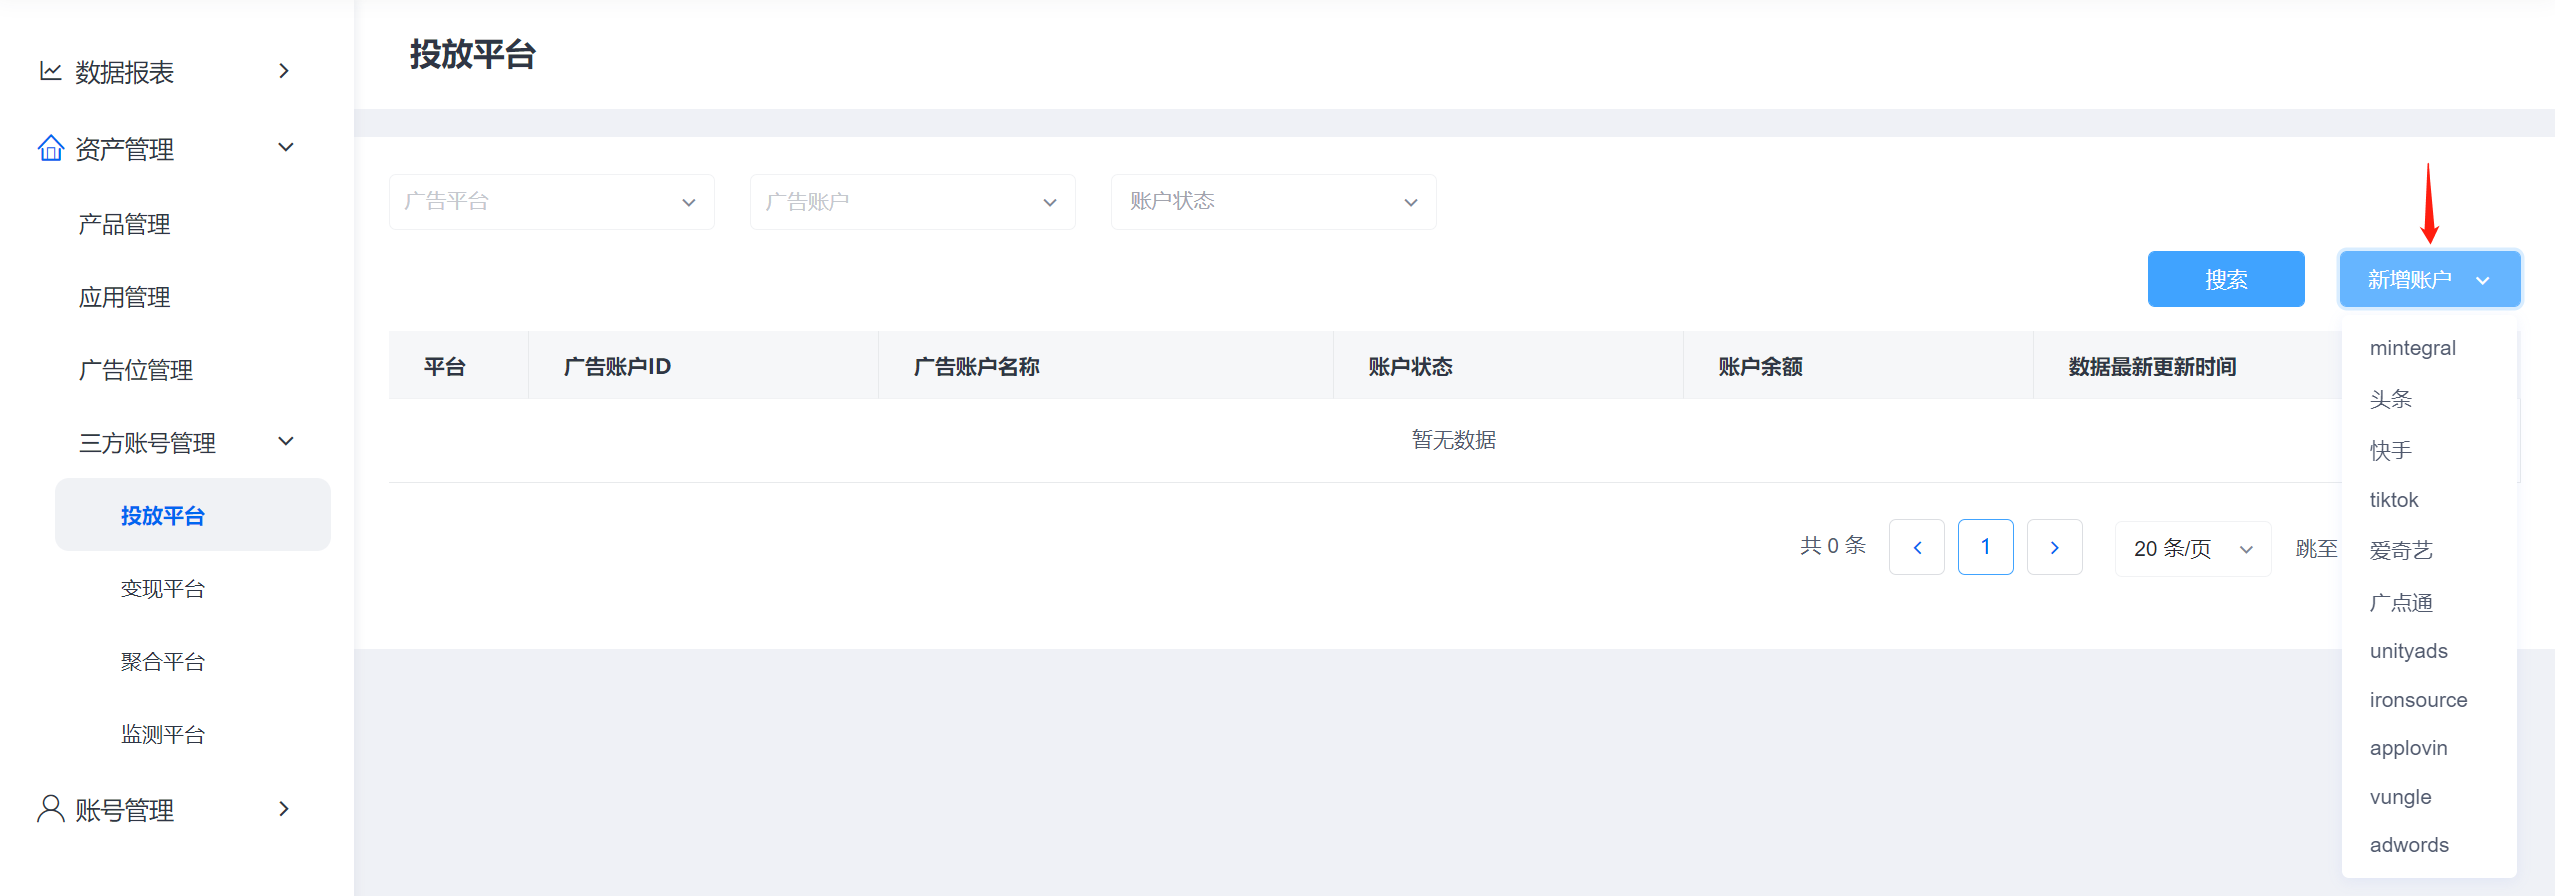 数据报表
资产管理
产品管理
应用管理
广告位管理
三方账号管理
投放平台
变现平台
聚合平台
监测平台
账号管理
投放平台
广告平台
广告账户
账户状态
搜索
新增账户
平台 广告账户ID 广告账户名称 账户状态 账户余额 数据最新更新时间
暂无数据
共 0 条 1 20 条/页 跳至
mintegral
头条
快手
tiktok
爱奇艺
广点通
unityads
ironsource
applovin
vungle
adwords